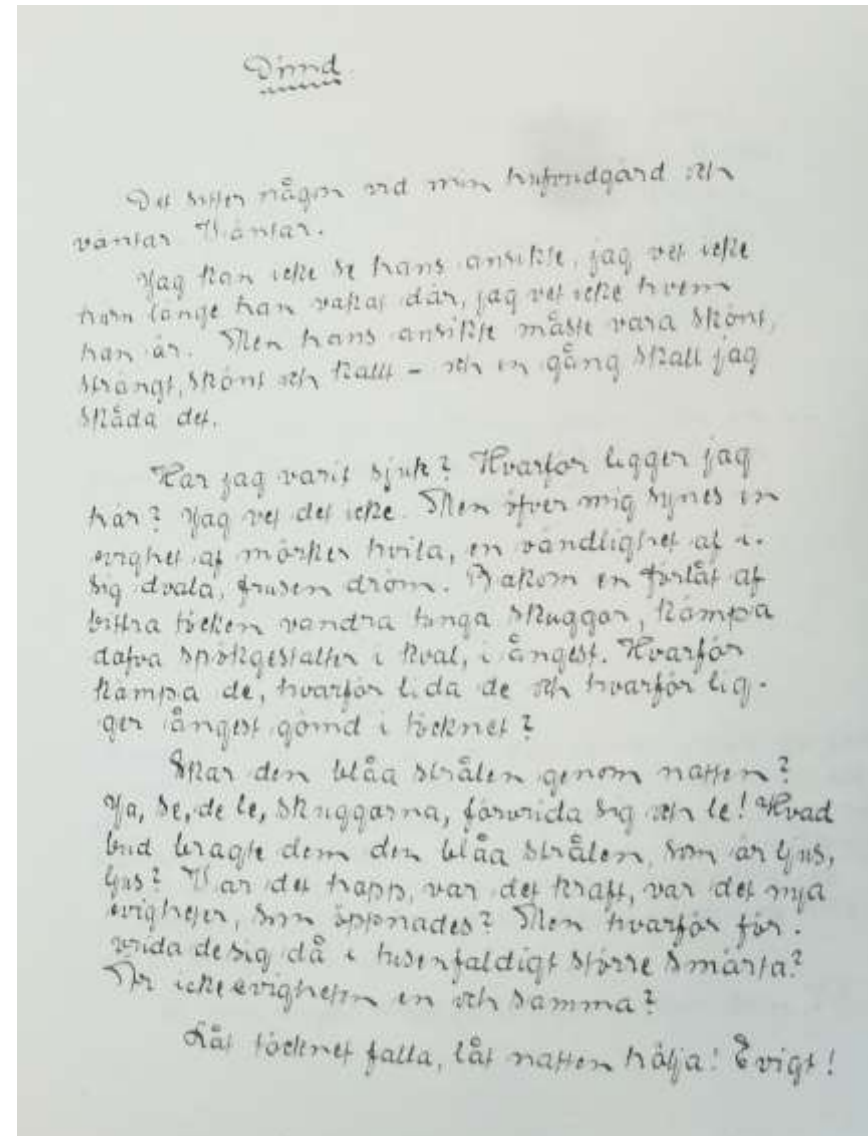 Det sitter någon vid min hufvudgärd och
väntar. Väntar.
Jag kan icke se hans ansikte, jag vet icke
huru länge han vakat där, jag vet icke hvem
han är. Men hans ansikte måste vara skönt,
strängt, skönt och kallt – och en gång skall jag
skåda det.
Har jag varit sjuk? Hvarför ligger jag
här? Jag vet det icke. Men öfver mig synes en
evighet af mörker hvila, en oändlighet af i-
sig dvala, frusen dröm. Bakom en förlåt af
bittra töcken vandra tunga skuggor, kämpa
dofva spökgestalter i kval, i ångest. Hvarför
kämpa de, hvarför lida de och hvarför lig-
ger ångest gömd i töcknet?
Skar den blåa strålen genom natten?
Ja, se, de le, skuggorna, förvrida sig och le! Hvad
bud bragte dem den blåa strålen, som är ljus,
ljus? Var det hopp, var det kraft, var det nya
evigheter, som öppnades? Men hvarför för-
vrida de sig då i tusenfaldigt större smärta?
Är icke evigheten en och samma?
Låt töcknet falla, låt natten hölja! Evigt!